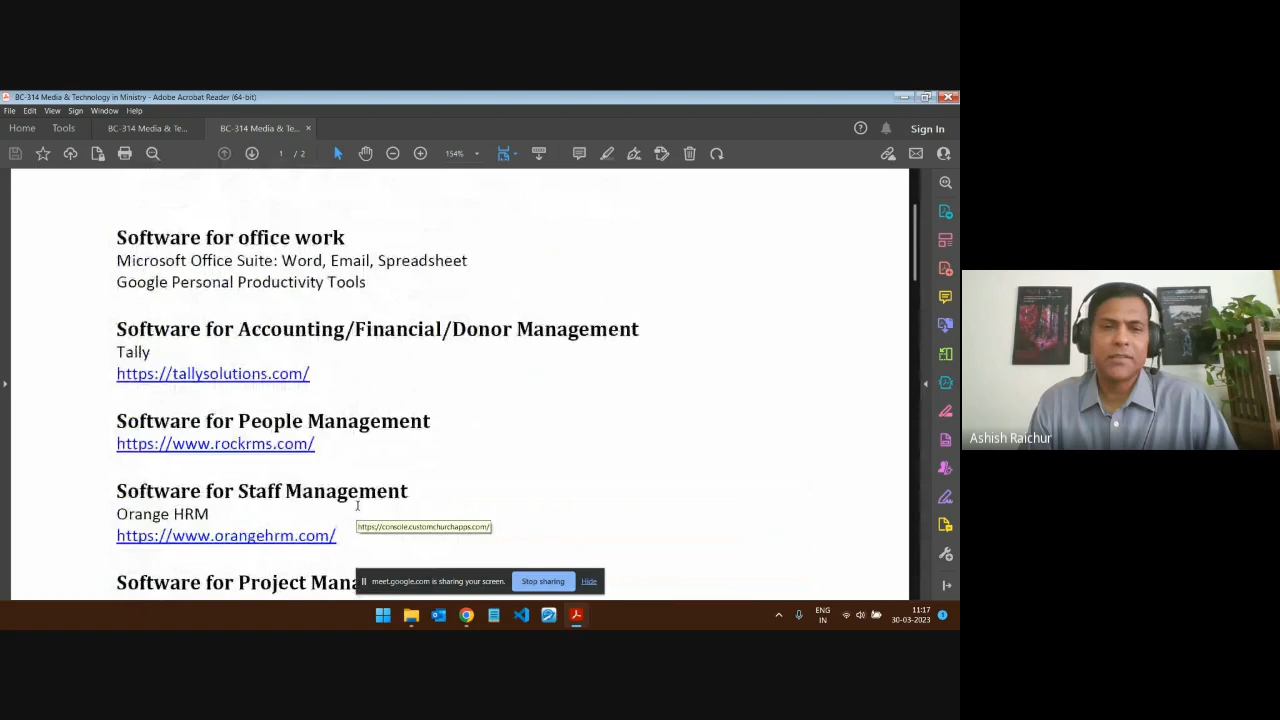 BC-314 Media & Technology in Ministry - Adobe Acrobat Reader (64-bit)
File Edit View Sign Window Help
Home Tools BC-314 Media & Te... BC-314 Media & Te... × Sign In
1 / 2 154%
Software for office work
Microsoft Office Suite: Word, Email, Spreadsheet
Google Personal Productivity Tools
Software for Accounting/Financial/Donor Management
Tally
https://tallysolutions.com/
Software for People Management
https://www.rockrms.com/
Software for Staff Management
Orange HRM
https://www.orangehrm.com/
https://console.customchurchapps.com/
Software for Project Mana
meet.google.com is sharing your screen. Stop sharing Hide
ENG
IN
11:17
30-03-2023
Ashish Raichur